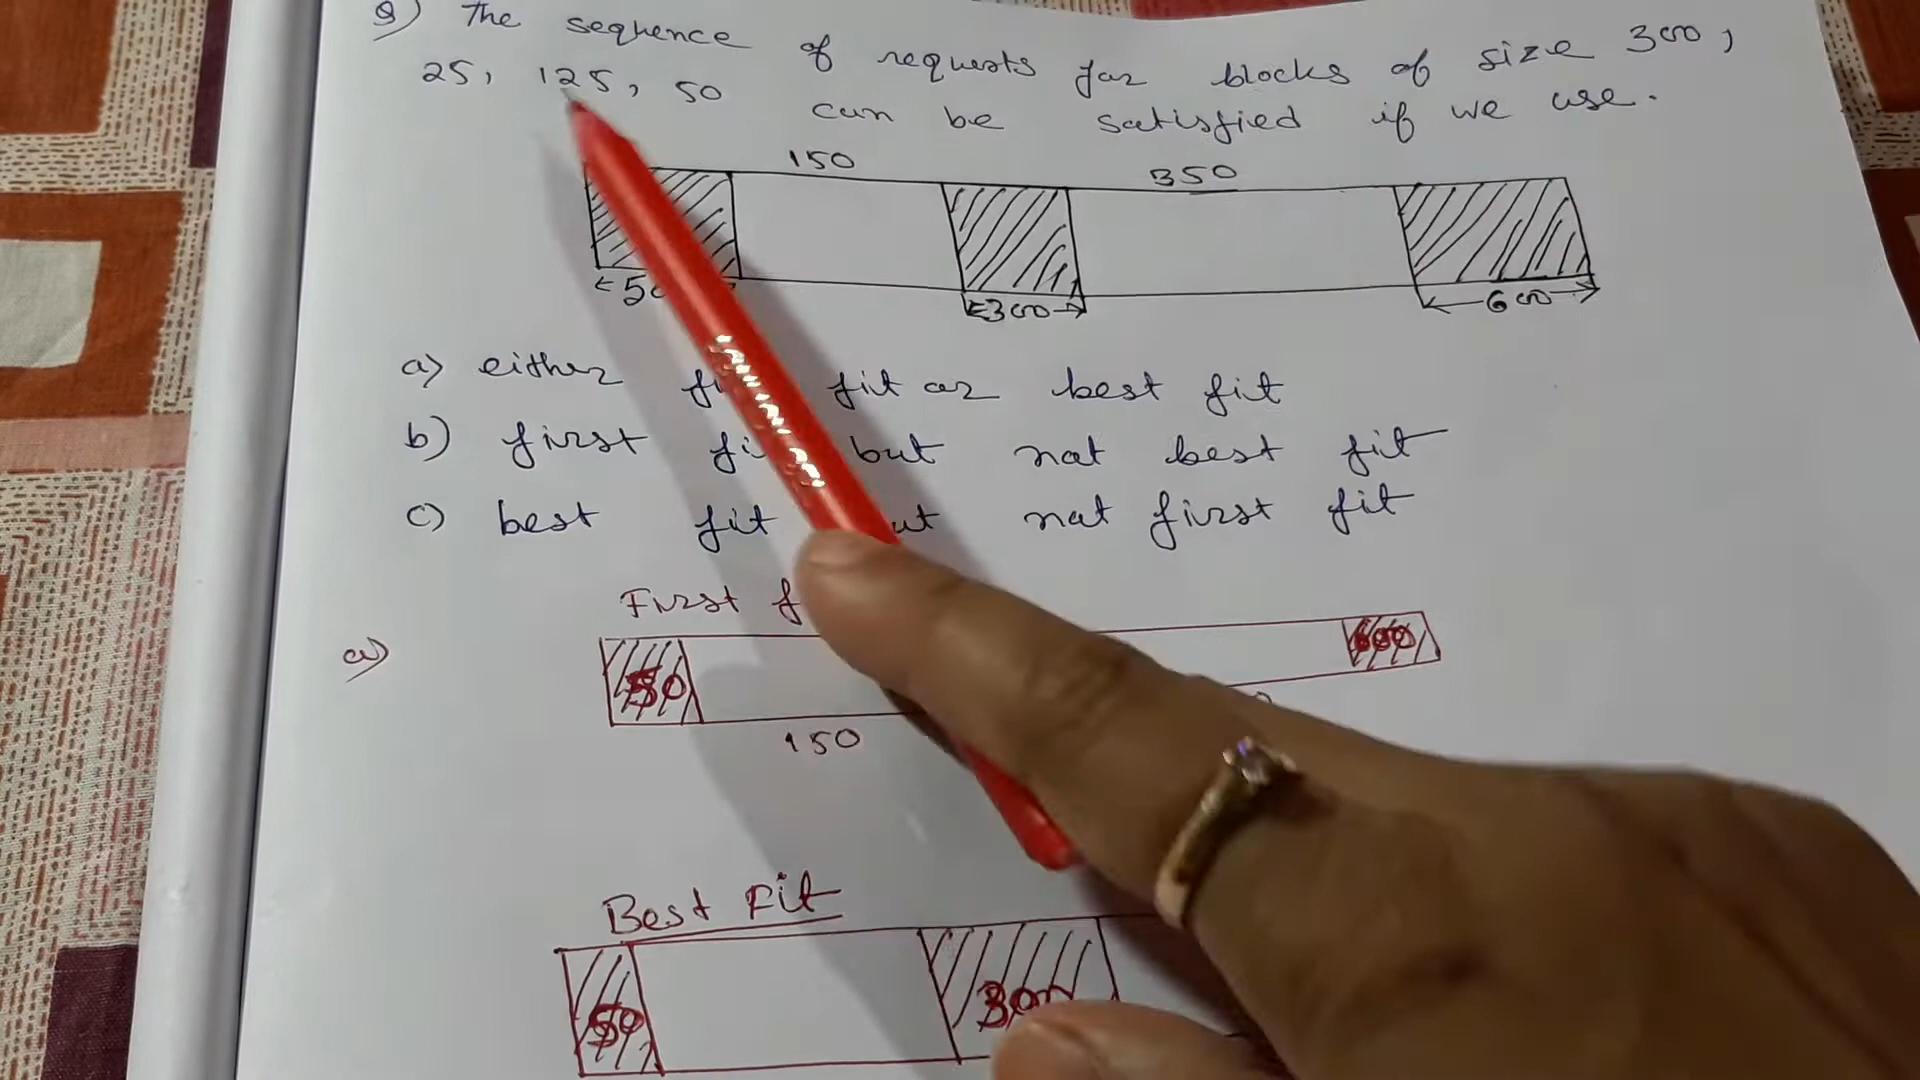 Q) The sequence of requests for blocks of size 300,
25, 125, 50 can be satisfied if we use.
150 350
300 600
a) either fit or best fit
b) first but not best fit
c) best fit not first fit
First
a)
50 600
150
Best Fit
50 300